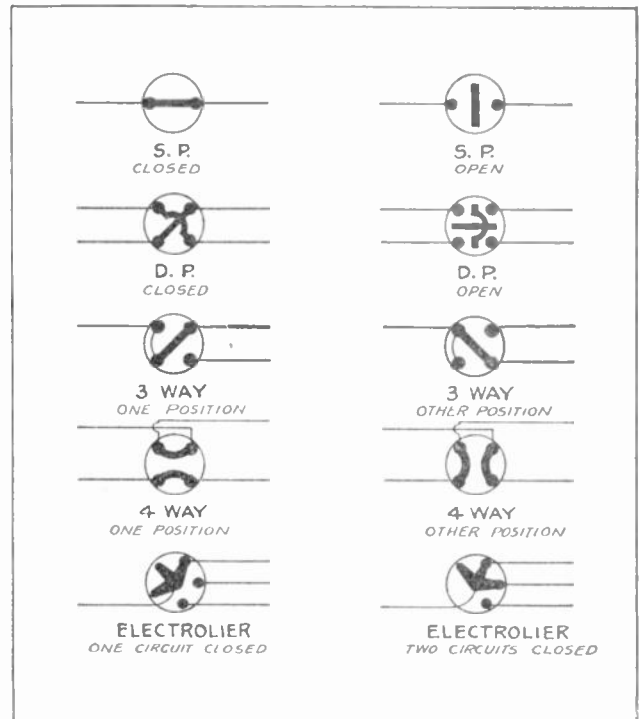 S. P.
CLOSED
S. P.
OPEN
D. P.
CLOSED
D. P.
OPEN
3 WAY
ONE POSITION
3 WAY
OTHER POSITION
4 WAY
ONE POSITION
4 WAY
OTHER POSITION
ELECTROLIER
ONE CIRCUIT CLOSED
ELECTROLIER
TWO CIRCUITS CLOSED